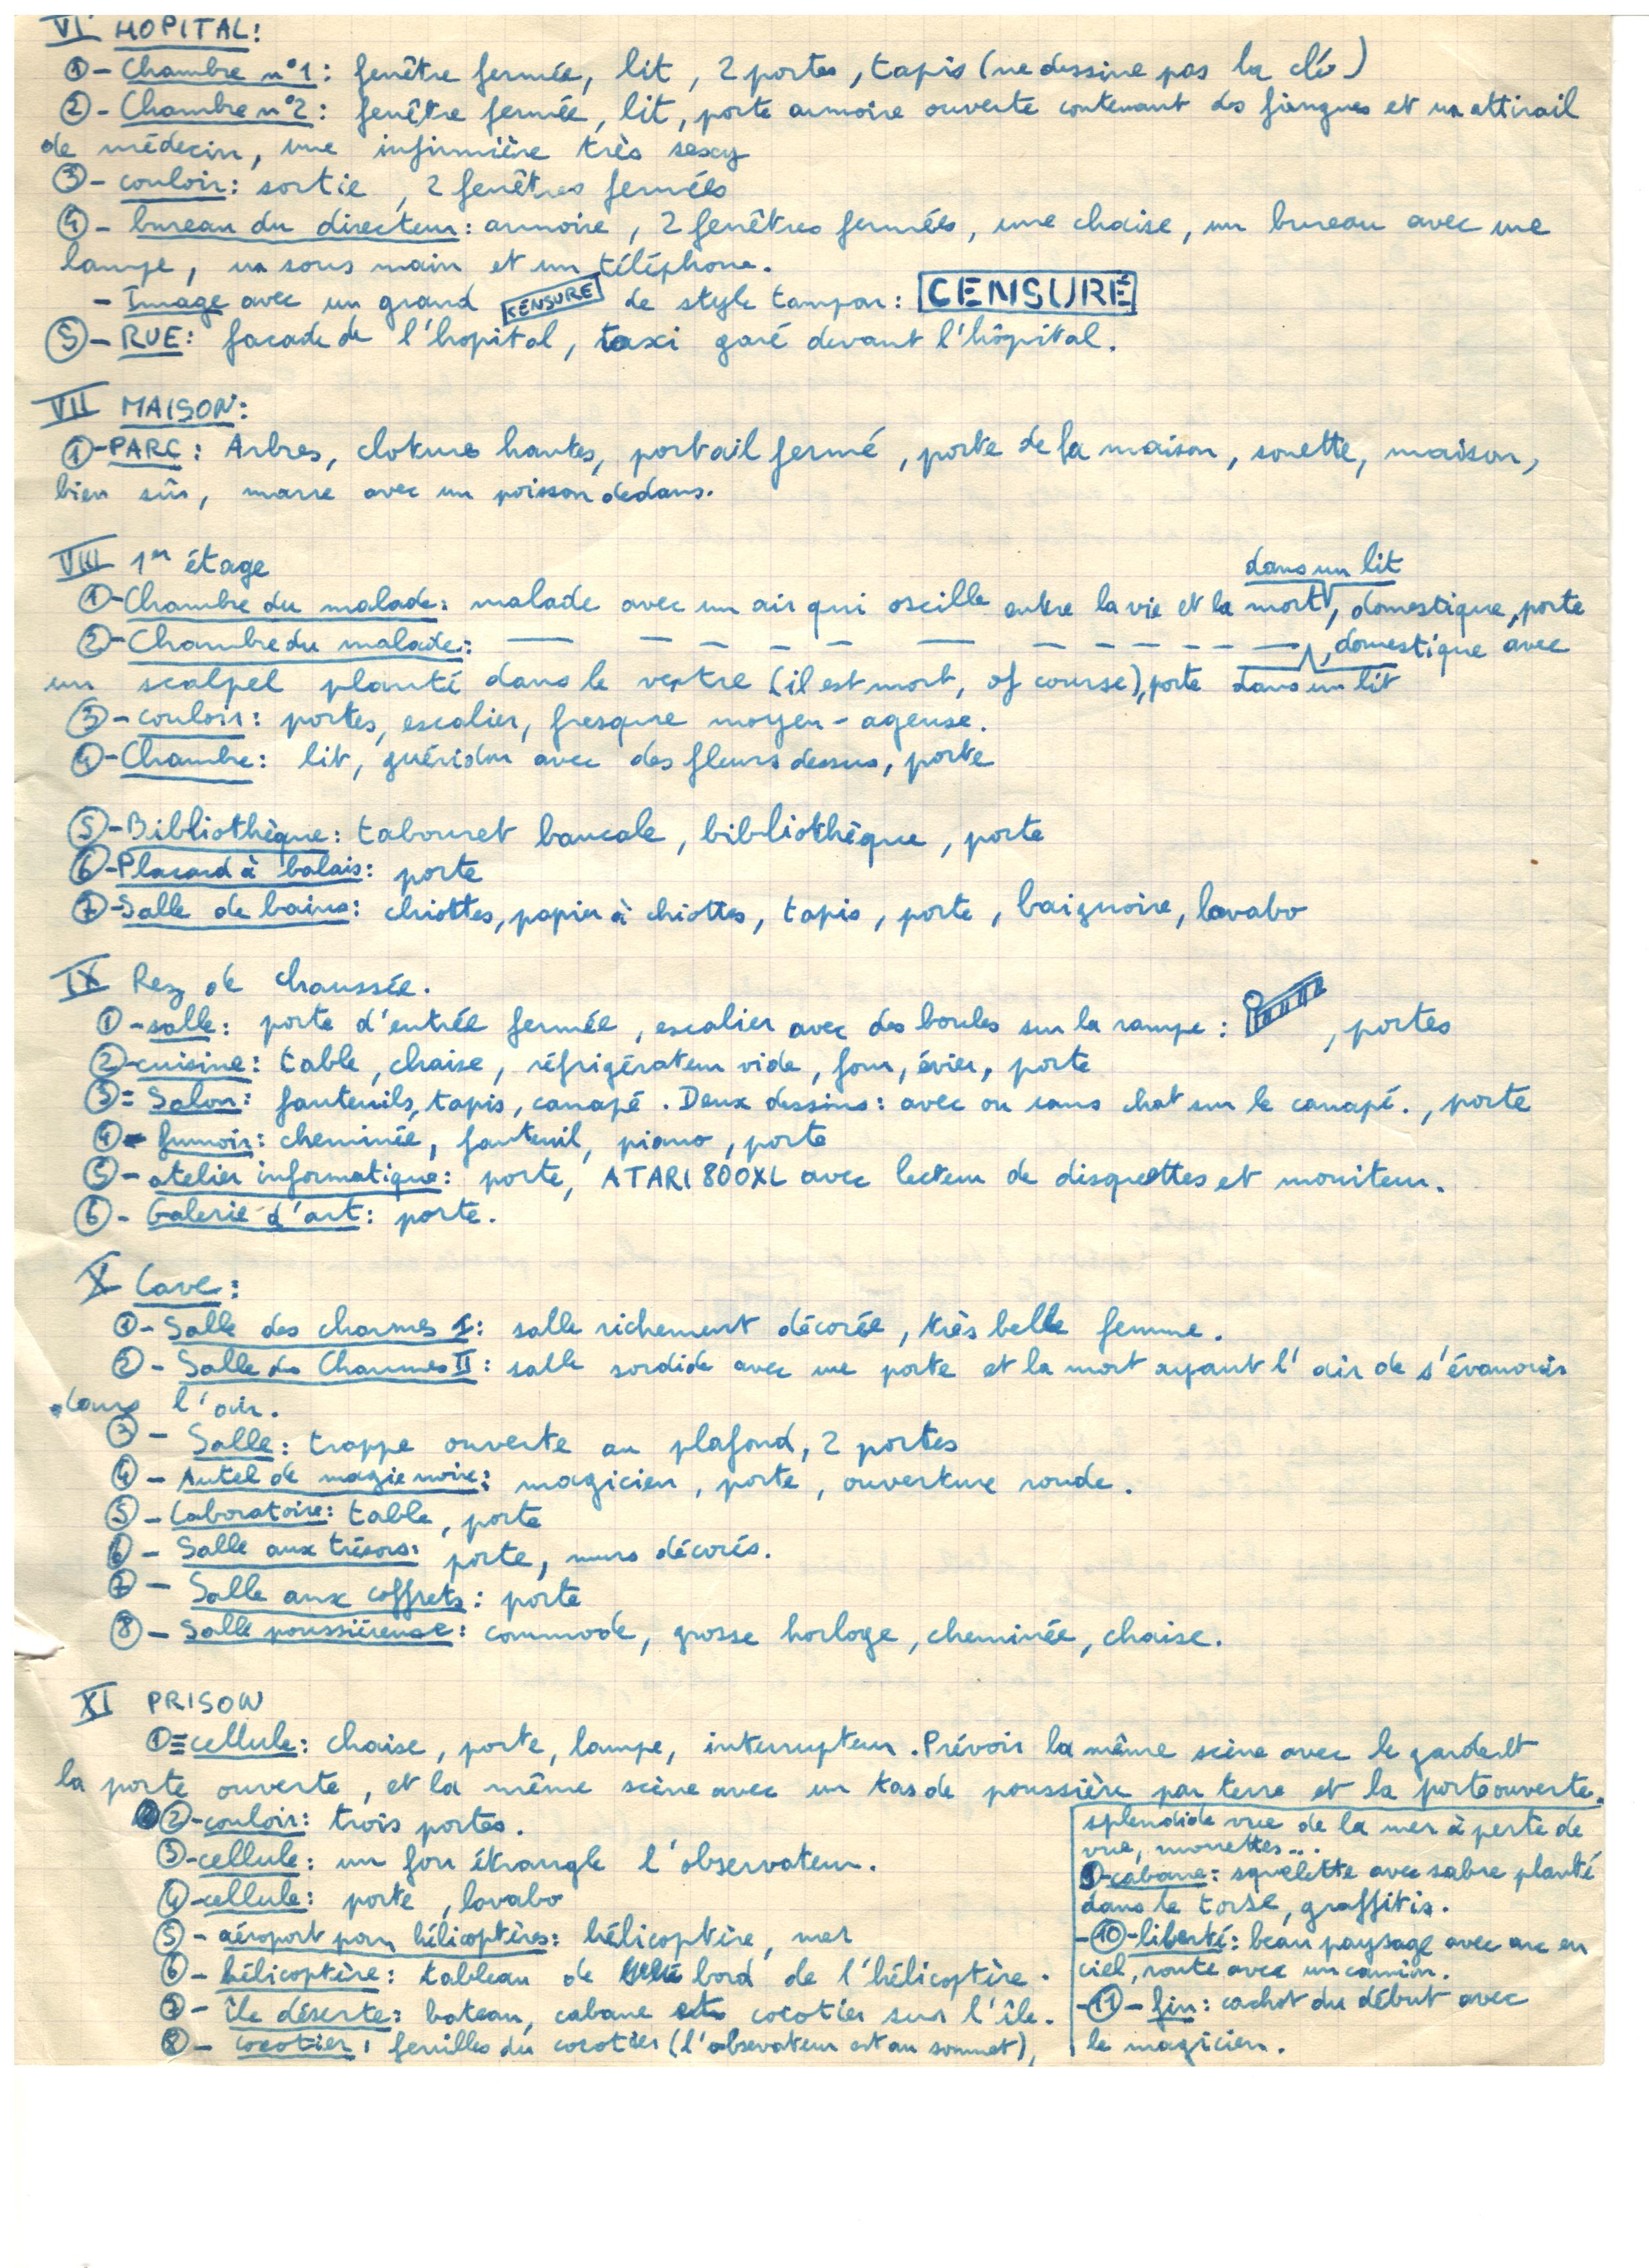 VI HOPITAL:
①- Chambre n°1: fenêtre fermée, lit, 2 portes, tapis (ne dessine pas la clé)
②- Chambre n°2: fenêtre fermée, lit, porte armoire ouverte contenant des fringues et un attirail
de médecin, une infirmière très sexy
③- couloir: sortie, 2 fenêtres fermées
④- bureau du directeur: armoire, 2 fenêtres fermées, une chaise, un bureau avec une
lampe, un sous main et un téléphone.
- Image avec un grand CENSURÉ de style tampon: CENSURÉ
⑤- RUE: facade de l'hopital, taxi garé devant l'hôpital.
VII MAISON:
①-PARC: Arbres, cloture hautes, portail fermé, porte de la maison, sonette, maison,
bien sûr, marre avec un poisson dedans.
VIII 1er étage
dans un lit
①-Chambre du malade: malade avec un air qui oscille entre la vie et la mort, domestique, porte
②-Chambre du malade: — — — — — — — — — — — —, domestique avec
un scalpel planté dans le ventre (il est mort, of course), porte dans un lit
③-couloir: portes, escalier, fresque moyen-ageuse.
④-Chambre: lit, guéridon avec des fleurs dessus, porte
⑤-Bibliothèque: tabouret bancale, bibliothèque, porte
⑥-Placard à balais: porte
⑦-Salle de bains: chiottes, papier à chiottes, tapis, porte, baignoire, lavabo
IX Rez de chaussée.
①-salle: porte d'entrée fermée, escalier avec des boules sur la rampe: , portes
②-cuisine: table, chaise, réfrigérateur vide, four, évier, porte
③= Salon: fauteuils, tapis, canapé. Deux dessins: avec ou sans chat sur le canapé., porte
④- fumoir: cheminée, fauteuil, piano, porte
⑤-atelier informatique: porte, ATARI 800XL avec lecteur de disquettes et moniteur.
⑥- Galerie d'art: porte.
X Cave:
①- Salle des charmes I: salle richement décorée, très belle femme.
②- Salle des Charmes II: salle sordide avec une porte et la mort ayant l'air de s'évanouir
dans l'air.
③- Salle: trappe ouverte au plafond, 2 portes
④- Autel de magie noire: magicien, porte, ouverture ronde.
⑤- Laboratoire: table, porte
⑥- Salle aux trésors: porte, murs décorés.
⑦- Salle aux coffrets: porte
⑧- Salle poussiéreuse: commode, grosse horloge, cheminée, chaise.
XI PRISON
①=cellule: chaise, porte, lampe, interrupteur. Prévoir la même scène avec le garde et
la porte ouverte, et la même scène avec un tas de poussière par terre et la porte ouverte.
②-couloir: trois portes.
③-cellule: un fou étrangle l'observateur.
④-cellule: porte, lavabo
⑤- aéroport pour hélicoptères: hélicoptère, mer
⑥- hélicoptère: tableau de bord de l'hélicoptère.
⑦- île déserte: bateau, cabane et cocotier sur l'île.
⑧- cocotier: feuilles du cocotier (l'observateur est au sommet),
splendide vue de la mer à perte de
vue, mouettes...
⑨-cabane: squelette avec sabre planté
dans le torse, graffitis.
-⑩-liberté: beau paysage avec arc en
ciel, route avec un camion.
-⑪-fin: cachot du début avec
le magicien.